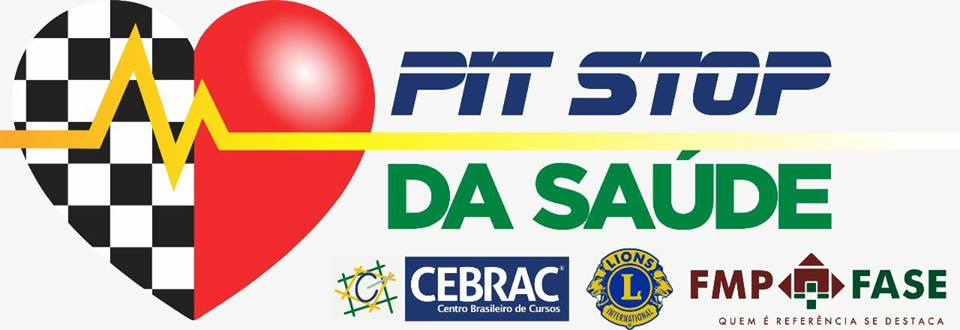 PIT STOP
DA SAÚDE
C
CEBRAC®
Centro Brasileiro de Cursos
LIONS
L
INTERNATIONAL
FMP FASE
QUEM É REFERÊNCIA SE DESTACA